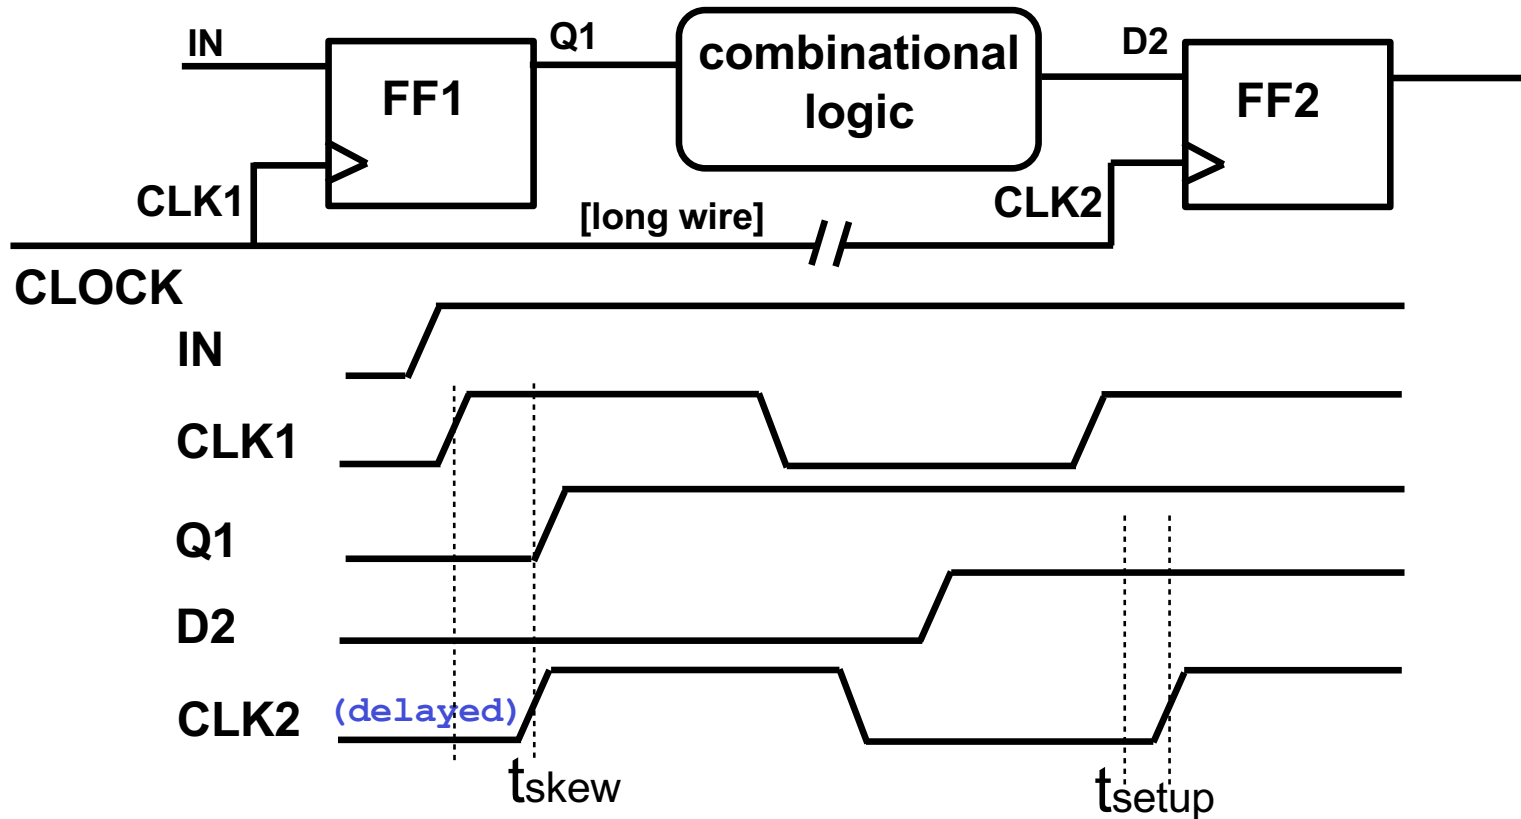 IN
Q1
combinational
logic
D2
FF1
FF2
CLK1
[long wire]
CLK2
CLOCK
IN
CLK1
Q1
D2
CLK2 (delayed)
tskew
tsetup